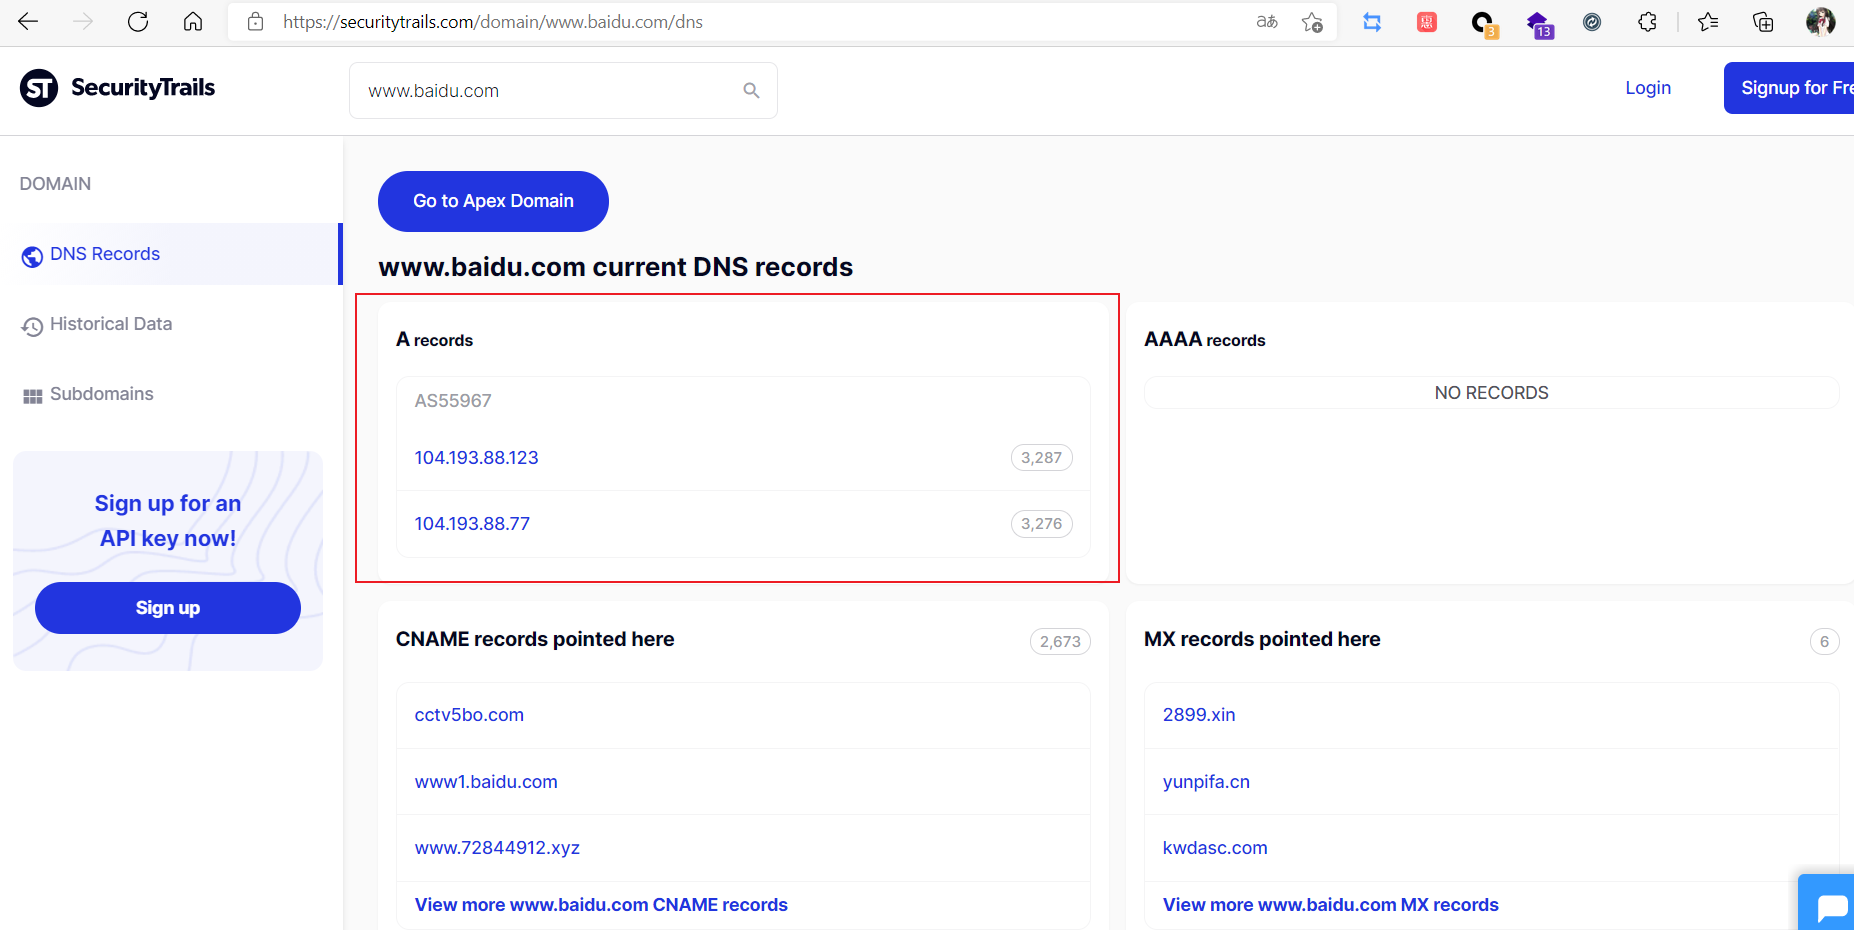 https://securitytrails.com/domain/www.baidu.com/dns
aあ
惠
3
13
ST SecurityTrails
www.baidu.com
Login
Signup for Fre
DOMAIN
DNS Records
Historical Data
Subdomains
Sign up for an
API key now!
Sign up
Go to Apex Domain
www.baidu.com current DNS records
A records
AS55967
104.193.88.123
3,287
104.193.88.77
3,276
AAAA records
NO RECORDS
CNAME records pointed here
2,673
cctv5bo.com
www1.baidu.com
www.72844912.xyz
View more www.baidu.com CNAME records
MX records pointed here
6
2899.xin
yunpifa.cn
kwdasc.com
View more www.baidu.com MX records